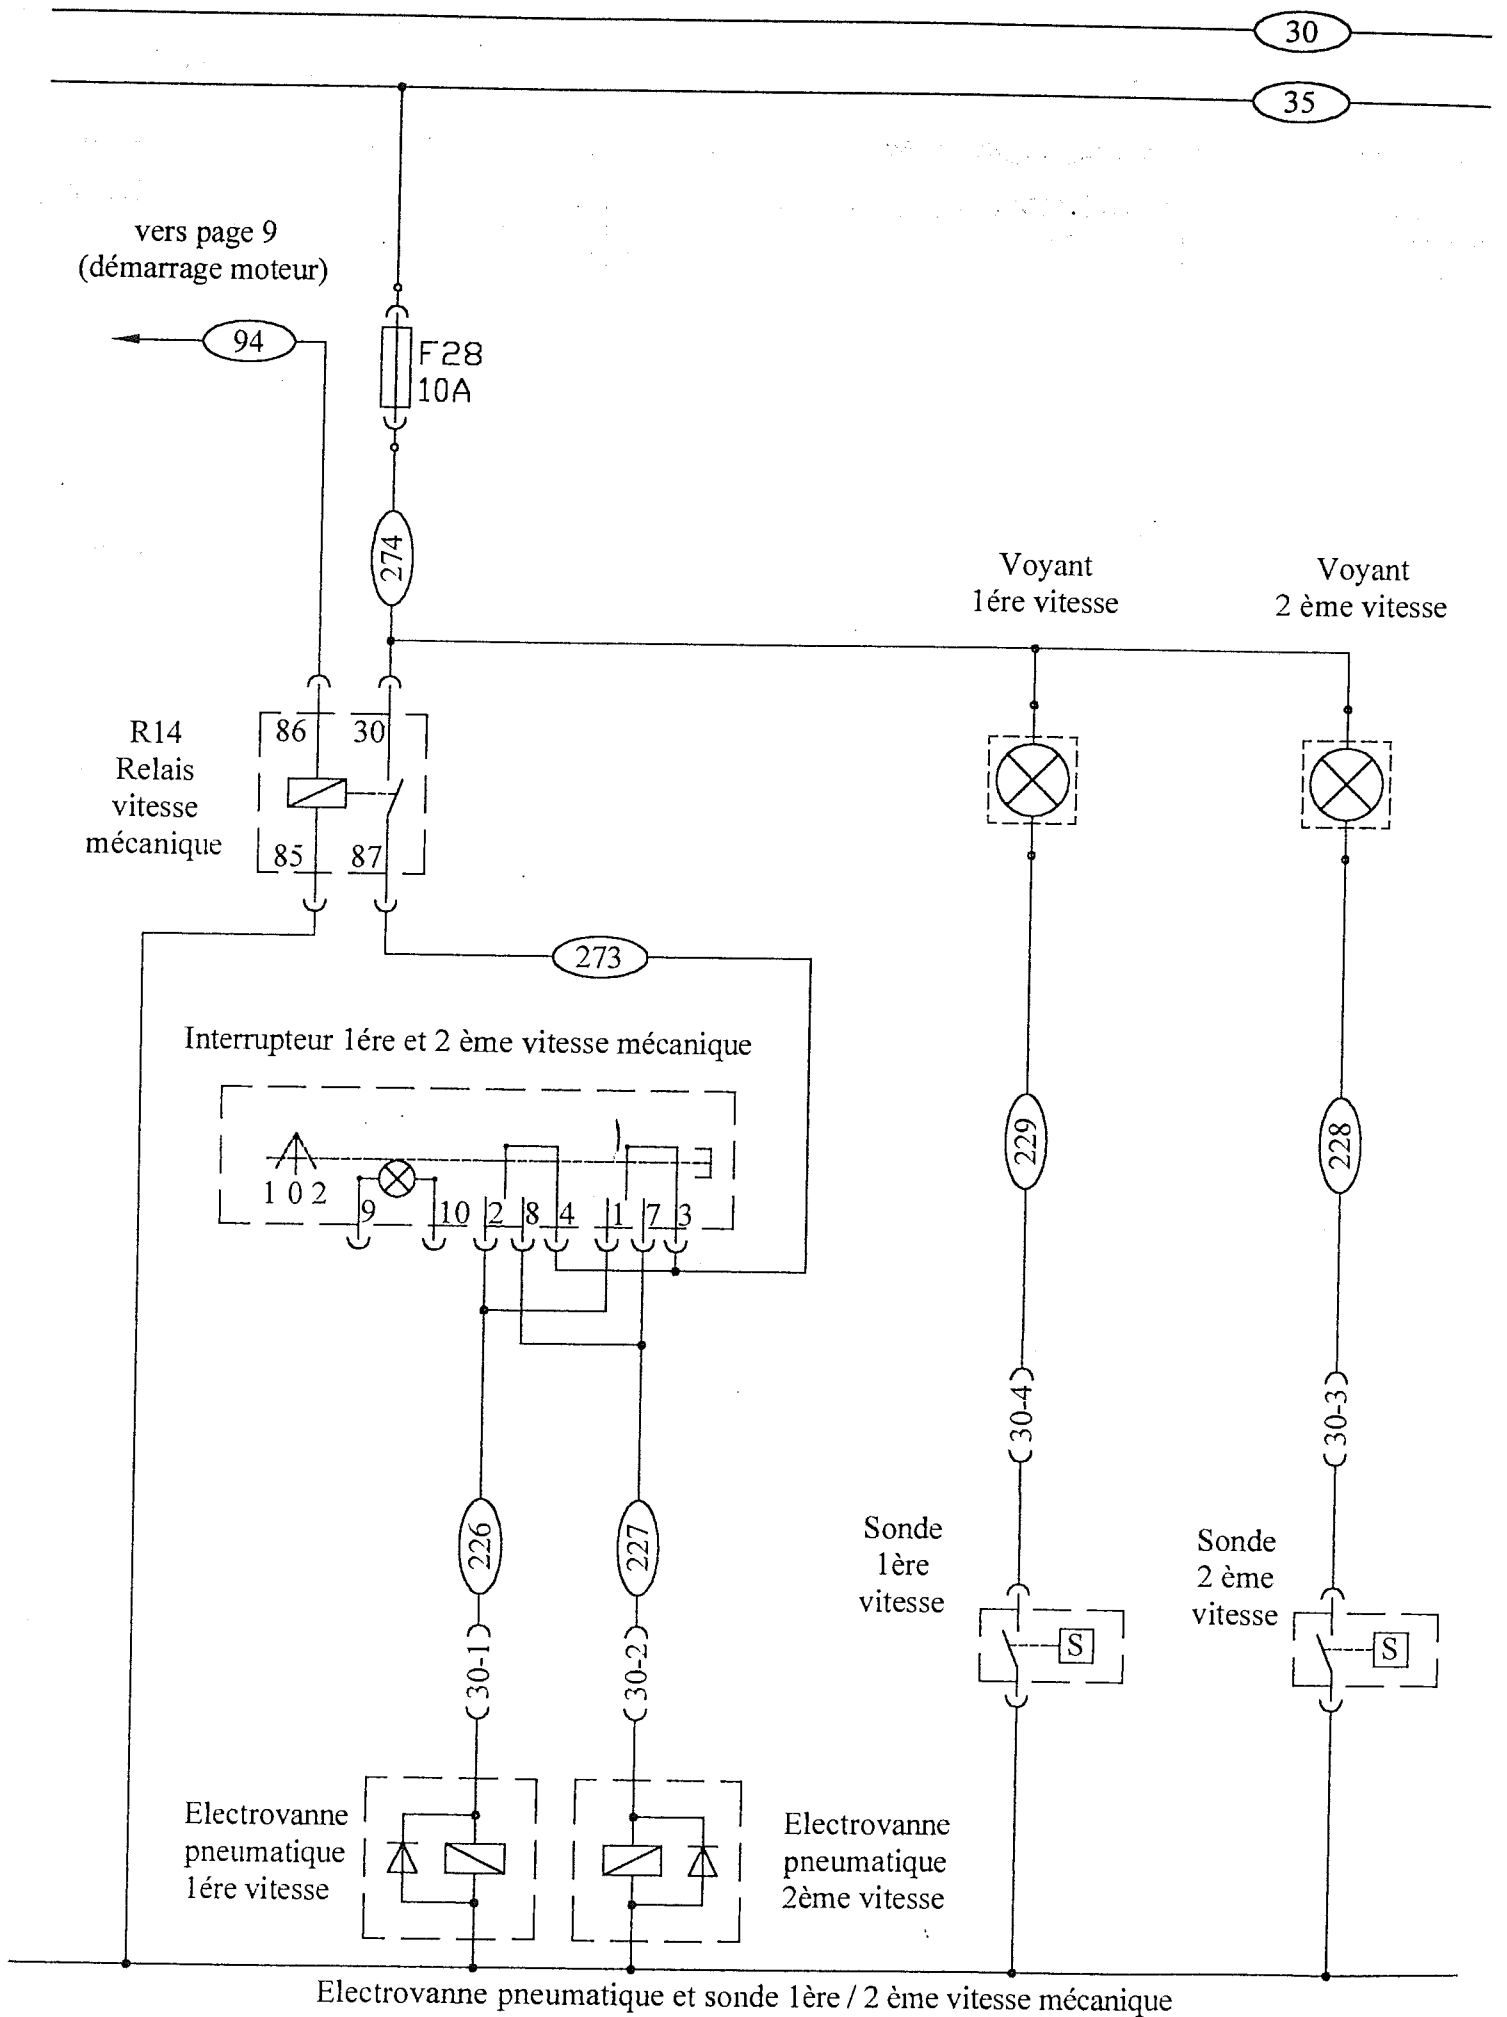 30
35
vers page 9
(démarrage moteur)
94
F28
10A
274
Voyant
1ére vitesse
Voyant
2 ème vitesse
R14
Relais
vitesse
mécanique
86
30
85
87
273
Interrupteur 1ére et 2 ème vitesse mécanique
1 0 2
9
10
2
8
4
1
7
3
229
228
30-4
30-3
226
227
Sonde
1ère
vitesse
S
Sonde
2 ème
vitesse
S
30-1
30-2
Electrovanne
pneumatique
1ére vitesse
Electrovanne
pneumatique
2ème vitesse
Electrovanne pneumatique et sonde 1ère / 2 ème vitesse mécanique